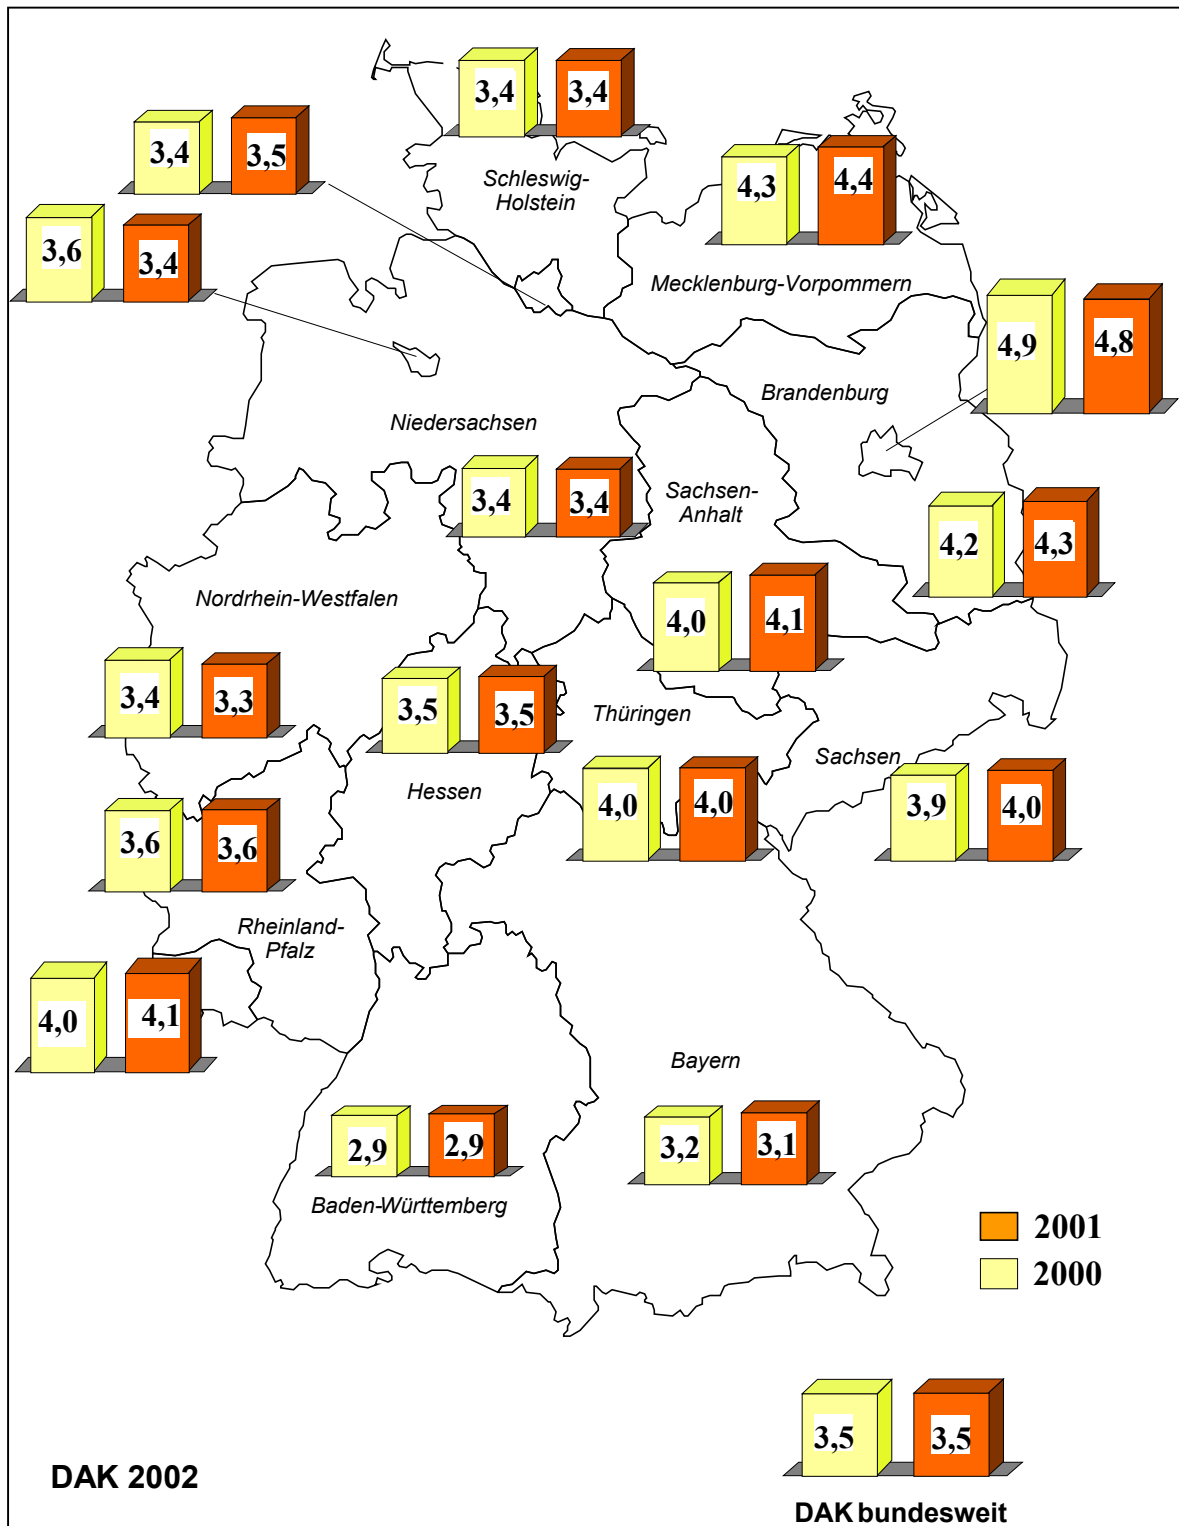 3,4 3,4
3,4 3,5
Schleswig-
Holstein
4,3 4,4
3,6 3,4
Mecklenburg-Vorpommern
4,9 4,8
Brandenburg
Niedersachsen
3,4 3,4
Sachsen-
Anhalt
4,2 4,3
Nordrhein-Westfalen
4,0 4,1
3,4 3,3
3,5 3,5
Thüringen
Sachsen
Hessen
4,0 4,0
3,9 4,0
3,6 3,6
Rheinland-
Pfalz
4,0 4,1
Bayern
2,9 2,9
3,2 3,1
Baden-Württemberg
2001
2000
3,5 3,5
DAK 2002
DAK bundesweit